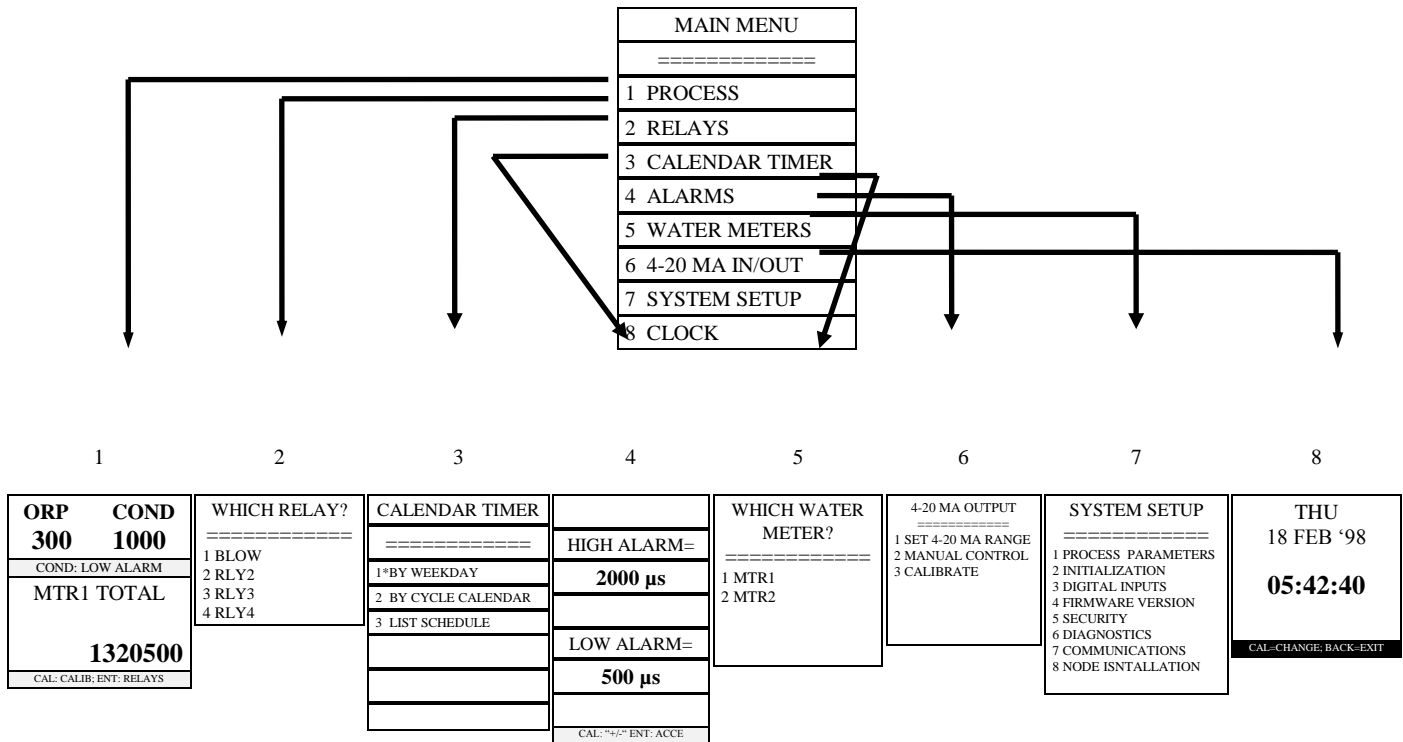 MAIN MENU
=============
1 PROCESS
2 RELAYS
3 CALENDAR TIMER
4 ALARMS
5 WATER METERS
6 4-20 MA IN/OUT
7 SYSTEM SETUP
8 CLOCK
1 2 3 4 5 6 7 8
ORP COND
300 1000
COND: LOW ALARM
MTR1 TOTAL
1320500
CAL: CALIB; ENT: RELAYS
WHICH RELAY?
============
1 BLOW
2 RLY2
3 RLY3
4 RLY4
CALENDAR TIMER
============
1*BY WEEKDAY
2 BY CYCLE CALENDAR
3 LIST SCHEDULE
HIGH ALARM=
2000 µs
LOW ALARM=
500 µs
CAL: "+/-" ENT: ACCE
WHICH WATER
METER?
=============
1 MTR1
2 MTR2
4-20 MA OUTPUT
============
1 SET 4-20 MA RANGE
2 MANUAL CONTROL
3 CALIBRATE
SYSTEM SETUP
============
1 PROCESS PARAMETERS
2 INITIALIZATION
3 DIGITAL INPUTS
4 FIRMWARE VERSION
5 SECURITY
6 DIAGNOSTICS
7 COMMUNICATIONS
8 NODE ISNTALLATION
THU
18 FEB ‘98
05:42:40
CAL=CHANGE; BACK=EXIT